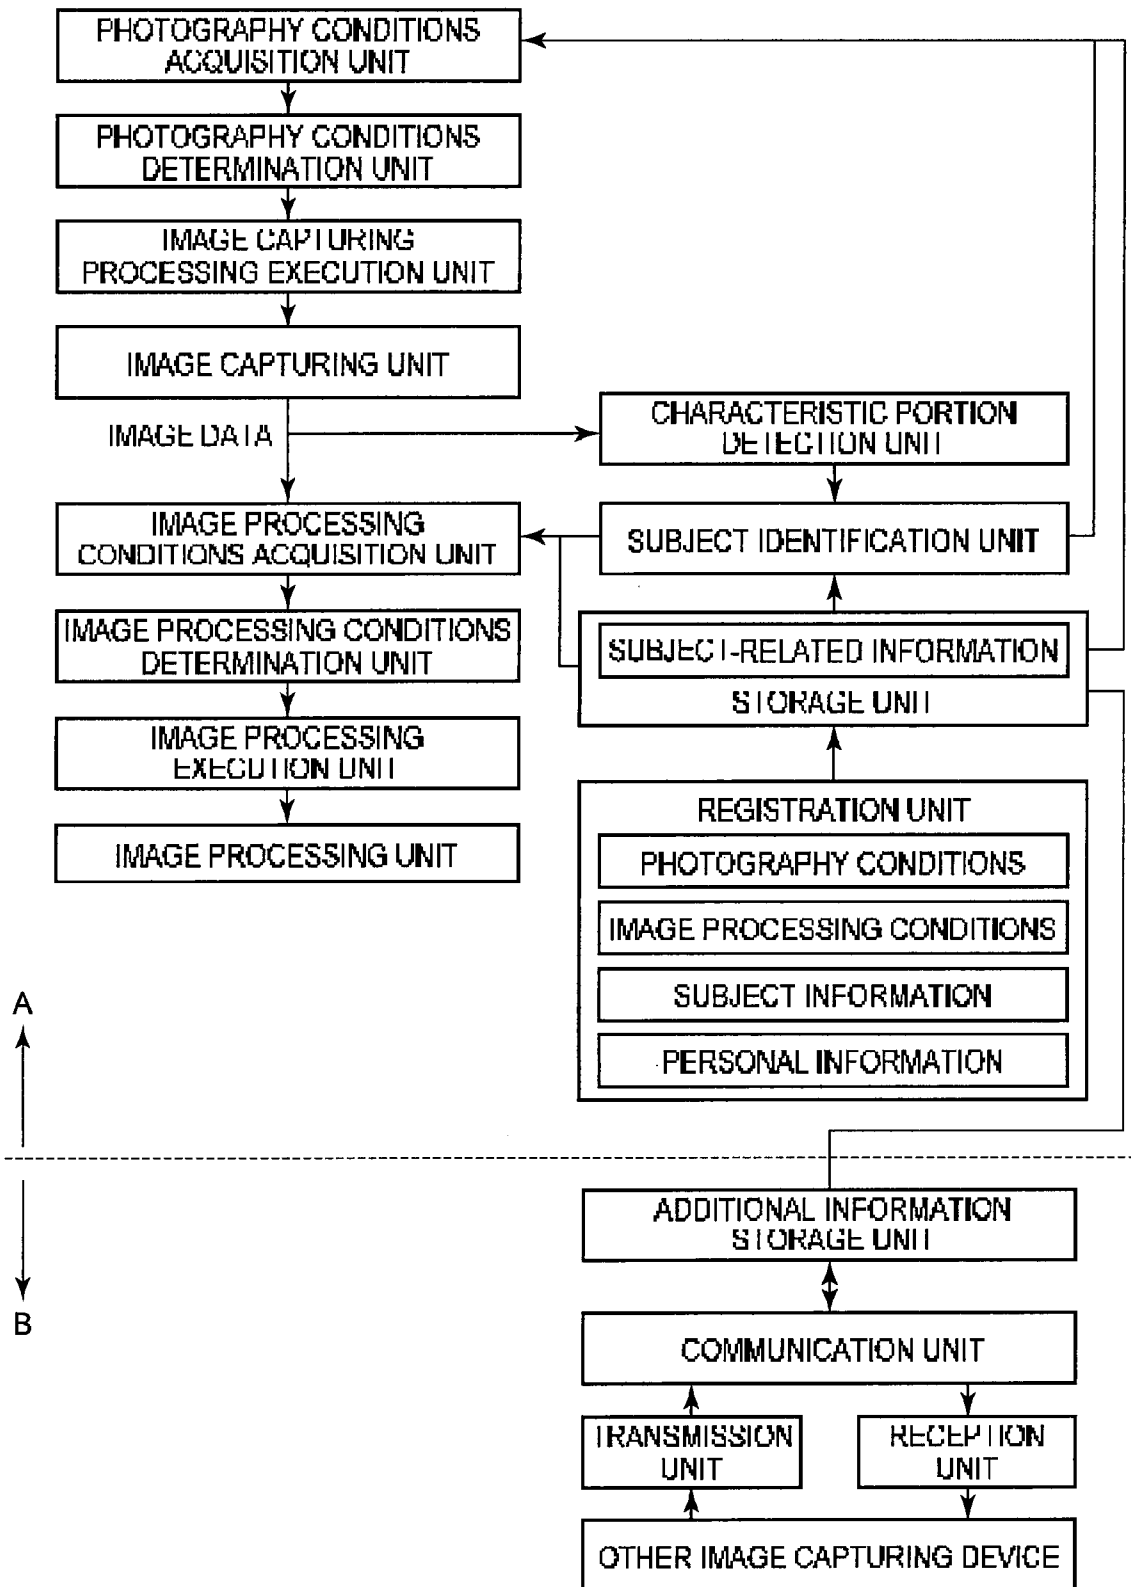 PHOTOGRAPHY CONDITIONS
ACQUISITION UNIT
PHOTOGRAPHY CONDITIONS
DETERMINATION UNIT
IMAGE CAPTURING
PROCESSING EXECUTION UNIT
IMAGE CAPTURING UNIT
IMAGE DATA
CHARACTERISTIC PORTION
DETECTION UNIT
IMAGE PROCESSING
CONDITIONS ACQUISITION UNIT
SUBJECT IDENTIFICATION UNIT
IMAGE PROCESSING CONDITIONS
DETERMINATION UNIT
SUBJECT-RELATED INFORMATION
STORAGE UNIT
IMAGE PROCESSING
EXECUTION UNIT
IMAGE PROCESSING UNIT
REGISTRATION UNIT
PHOTOGRAPHY CONDITIONS
IMAGE PROCESSING CONDITIONS
SUBJECT INFORMATION
PERSONAL INFORMATION
A
B
ADDITIONAL INFORMATION
STORAGE UNIT
COMMUNICATION UNIT
TRANSMISSION
UNIT
RECEPTION
UNIT
OTHER IMAGE CAPTURING DEVICE